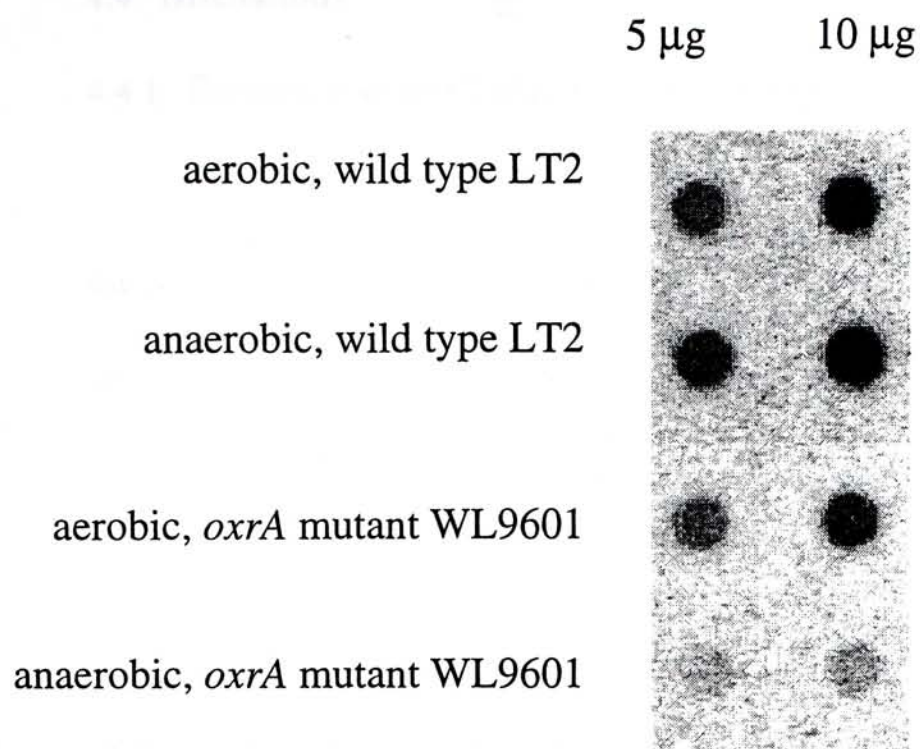 5 µg 10 µg
aerobic, wild type LT2
anaerobic, wild type LT2
aerobic, oxrA mutant WL9601
anaerobic, oxrA mutant WL9601